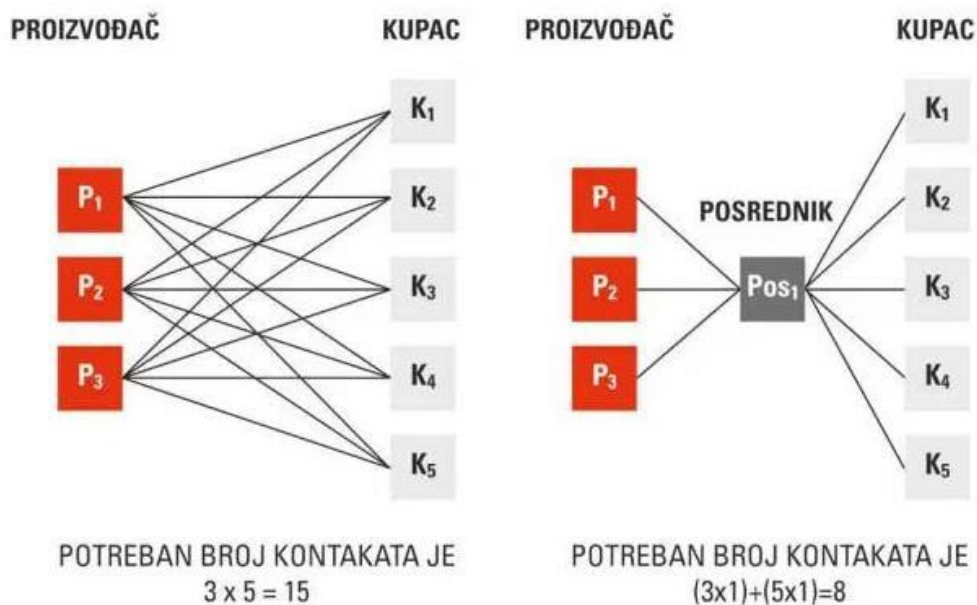 PROIZVOĐAČ
KUPAC
K₁
P₁
K₂
P₂
K₃
P₃
K₄
K₅
POTREBAN BROJ KONTAKATA JE
3 x 5 = 15
PROIZVOĐAČ
KUPAC
K₁
P₁
K₂
POSREDNIK
P₂
Pos₁
K₃
P₃
K₄
K₅
POTREBAN BROJ KONTAKATA JE
(3x1)+(5x1)=8